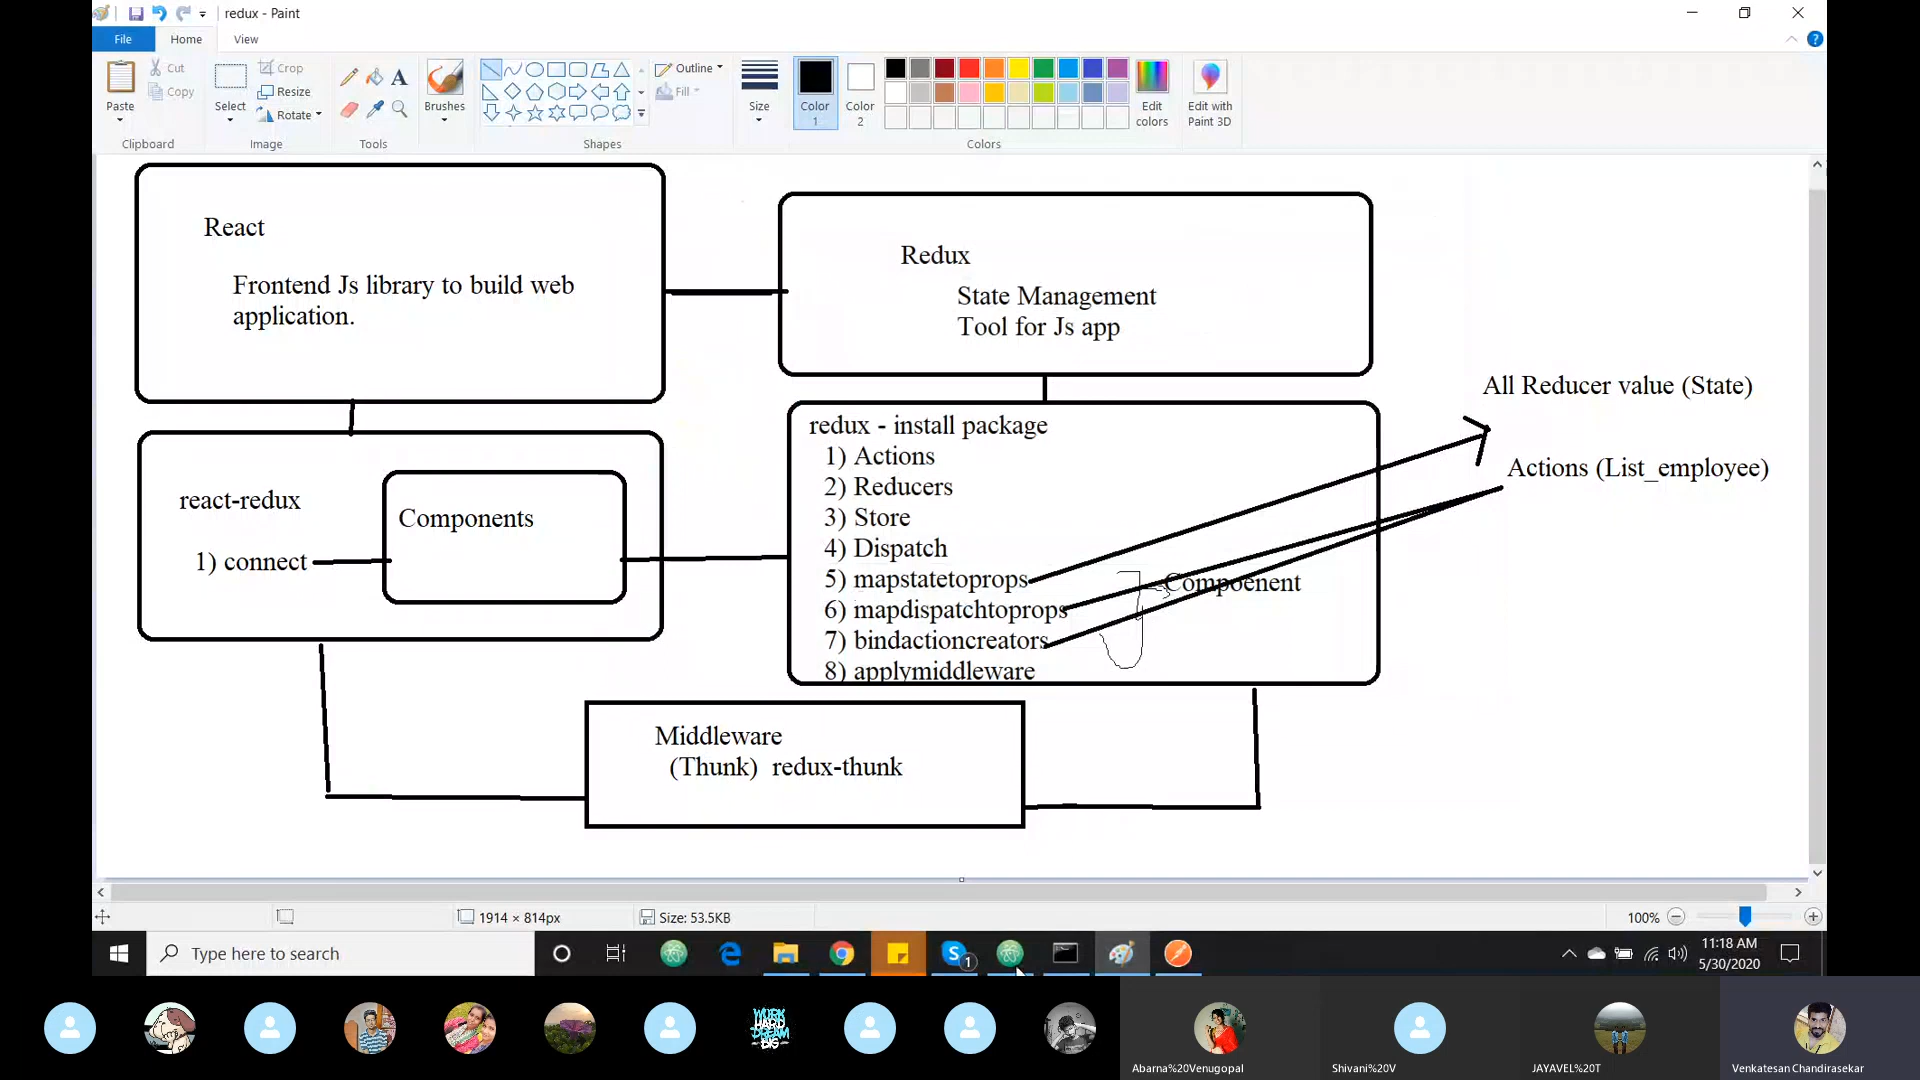 redux - Paint
File
Home
View
Paste
Cut
Copy
Clipboard
Select
Crop
Resize
Rotate
Image
Tools
Brushes
Outline
Fill
Shapes
Size
Color
1
Color
2
Edit
colors
Edit with
Paint 3D
Colors
React
Frontend Js library to build web
application.
Redux
State Management
Tool for Js app
All Reducer value (State)
Actions (List_employee)
redux - install package
1) Actions
2) Reducers
3) Store
4) Dispatch
5) mapstatetoprops
6) mapdispatchtoprops
7) bindactioncreators
8) applymiddleware
Compoenent
react-redux
1) connect
Components
Middleware
(Thunk) redux-thunk
1914 × 814px
Size: 53.5KB
100%
Type here to search
S
1
11:18 AM
5/30/2020
WORK
HARD
DREAM
BIG
Abarna%20Venugopal
Shivani%20V
JAYAVEL%20T
Venkatesan Chandirasekar